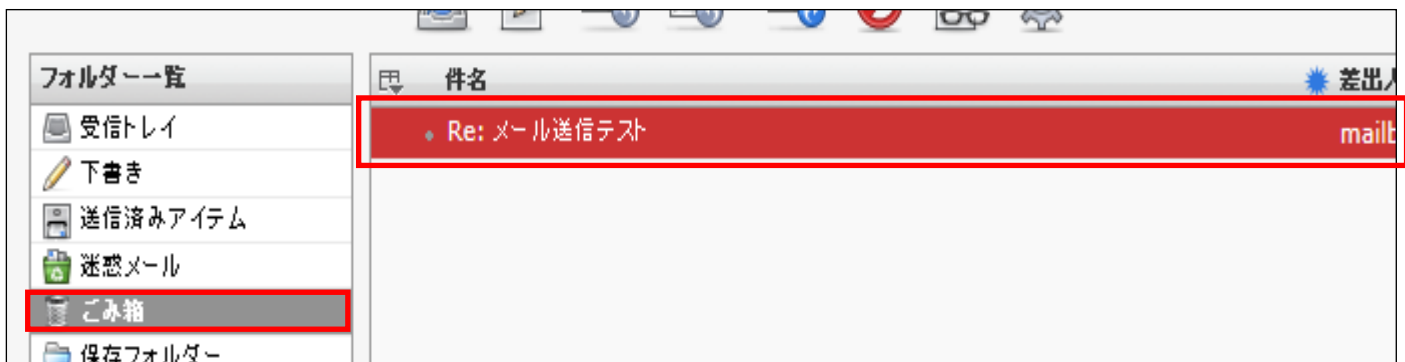 フォルダー一覧
件名
差出人
受信トレイ
Re: メール送信テスト
mailb
下書き
送信済みアイテム
迷惑メール
ごみ箱
保存フォルダー